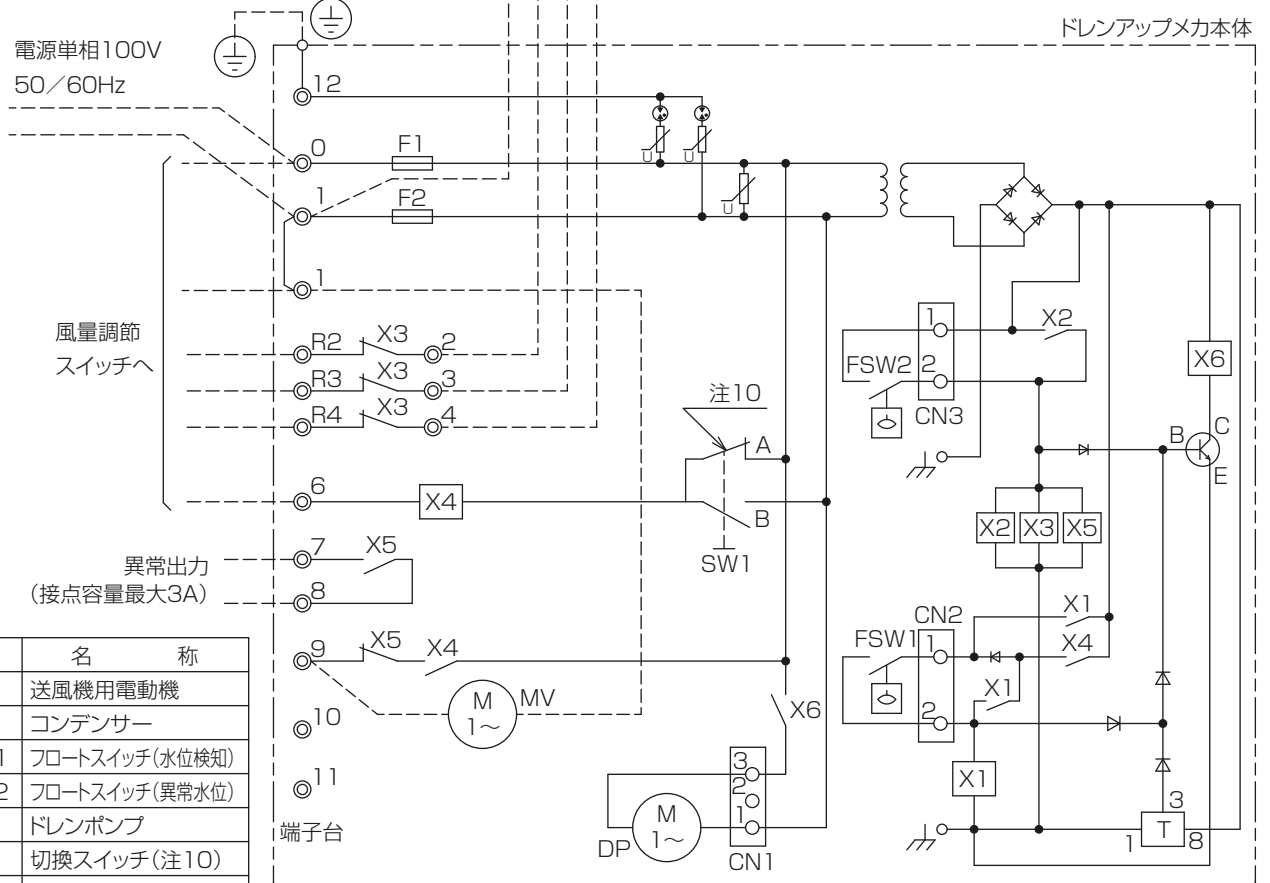 電源単相100V
50／60Hz
ドレンアップメカ本体
12
0
F1
1
F2
U
U
U
1
風量調節
スイッチへ
R2
X3
2
R3
X3
3
R4
X3
4
注10
A
B
SW1
6
X4
異常出力
（接点容量最大3A）
7
X5
8
9
X5
X4
M
1～
MV
10
11
端子台
X6
3
2
1
CN1
M
1～
DP
1
2
FSW2
CN3
X2
X6
B
C
E
X2
X3
X5
CN2
FSW1
1
2
X1
X4
X1
X1
T
1
3
8
名　称
送風機用電動機
コンデンサー
1
フロートスイッチ（水位検知）
2
フロートスイッチ（異常水位）
ドレンポンプ
切換スイッチ（注10）